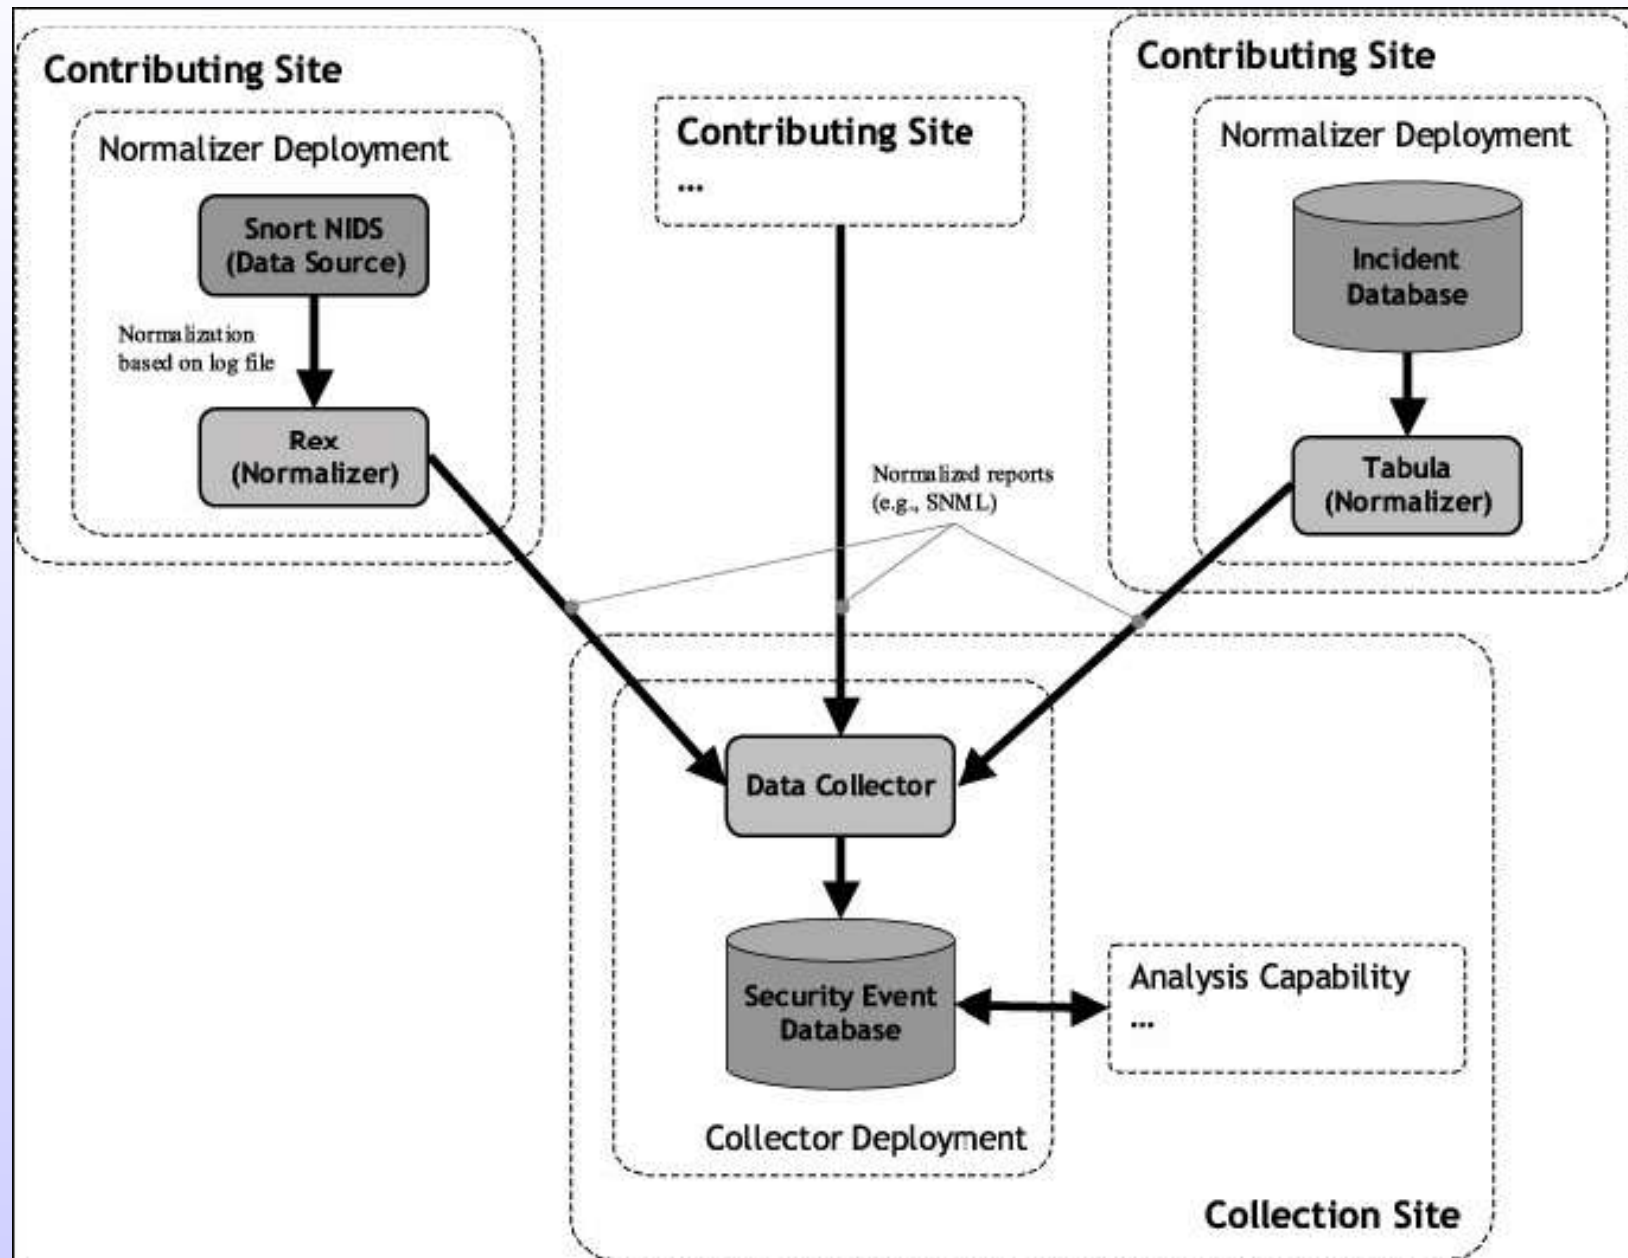 Contributing Site
Normalizer Deployment
Snort NIDS
(Data Source)
Normalization
based on log file
Rex
(Normalizer)
Contributing Site
...
Contributing Site
Normalizer Deployment
Incident
Database
Tabula
(Normalizer)
Normalized reports
(e.g., SNML)
Data Collector
Security Event
Database
Collector Deployment
Analysis Capability
...
Collection Site